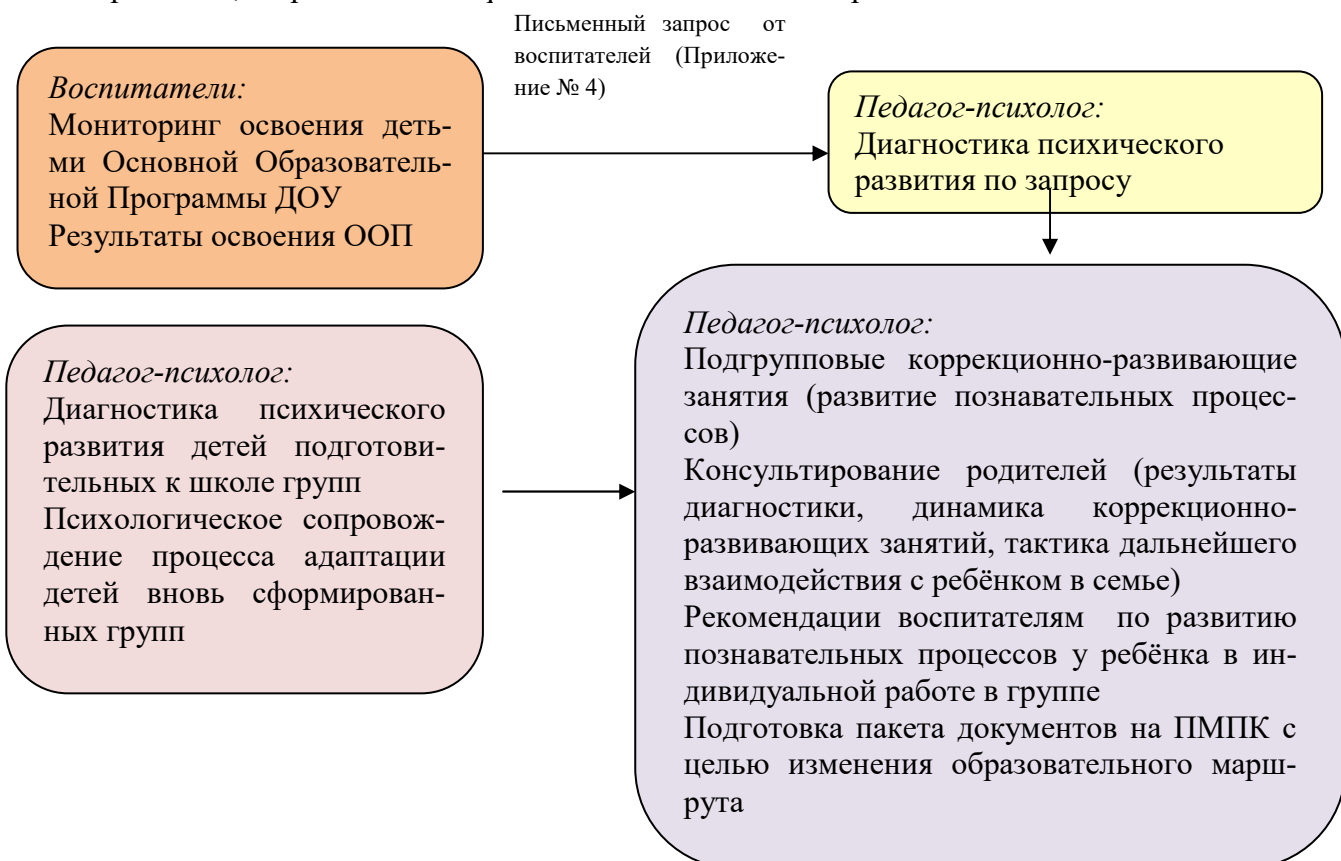 Письменный запрос от
воспитателей (Приложе-
ние № 4)
Воспитатели:
Мониторинг освоения деть-
ми Основной Образователь-
ной Программы ДОУ
Результаты освоения ООП
Педагог-психолог:
Диагностика психического
развития по запросу
Педагог-психолог:
Диагностика психического
развития детей подготови-
тельных к школе групп
Психологическое сопровож-
дение процесса адаптации
детей вновь сформирован-
ных групп
Педагог-психолог:
Подгрупповые коррекционно-развивающие
занятия (развитие познавательных процес-
сов)
Консультирование родителей (результаты
диагностики, динамика коррекционно-
развивающих занятий, тактика дальнейшего
взаимодействия с ребёнком в семье)
Рекомендации воспитателям по развитию
познавательных процессов у ребёнка в ин-
дивидуальной работе в группе
Подготовка пакета документов на ПМПК с
целью изменения образовательного марш-
рута